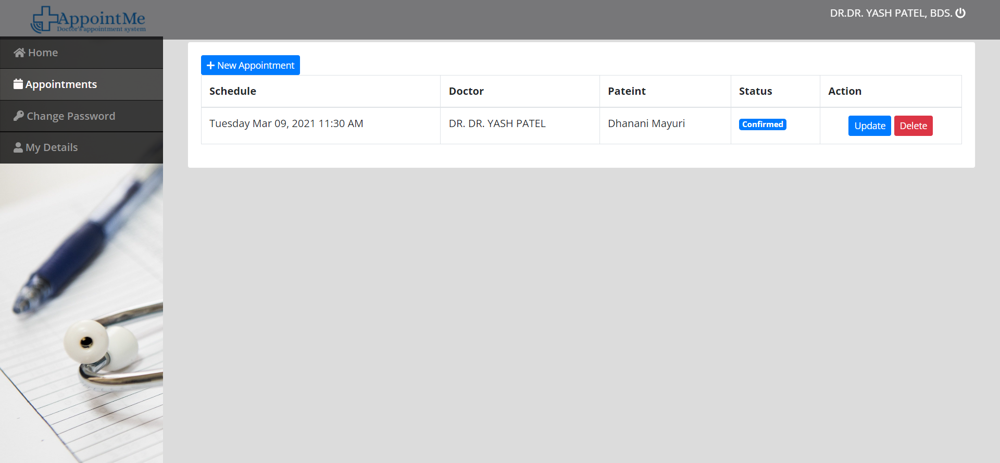 AppointMe
Doctor's appointment system
DR.DR. YASH PATEL, BDS.
Home
Appointments
Change Password
My Details
New Appointment
Schedule Doctor Pateint Status Action
Tuesday Mar 09, 2021 11:30 AM DR. DR. YASH PATEL Dhanani Mayuri Confirmed Update Delete